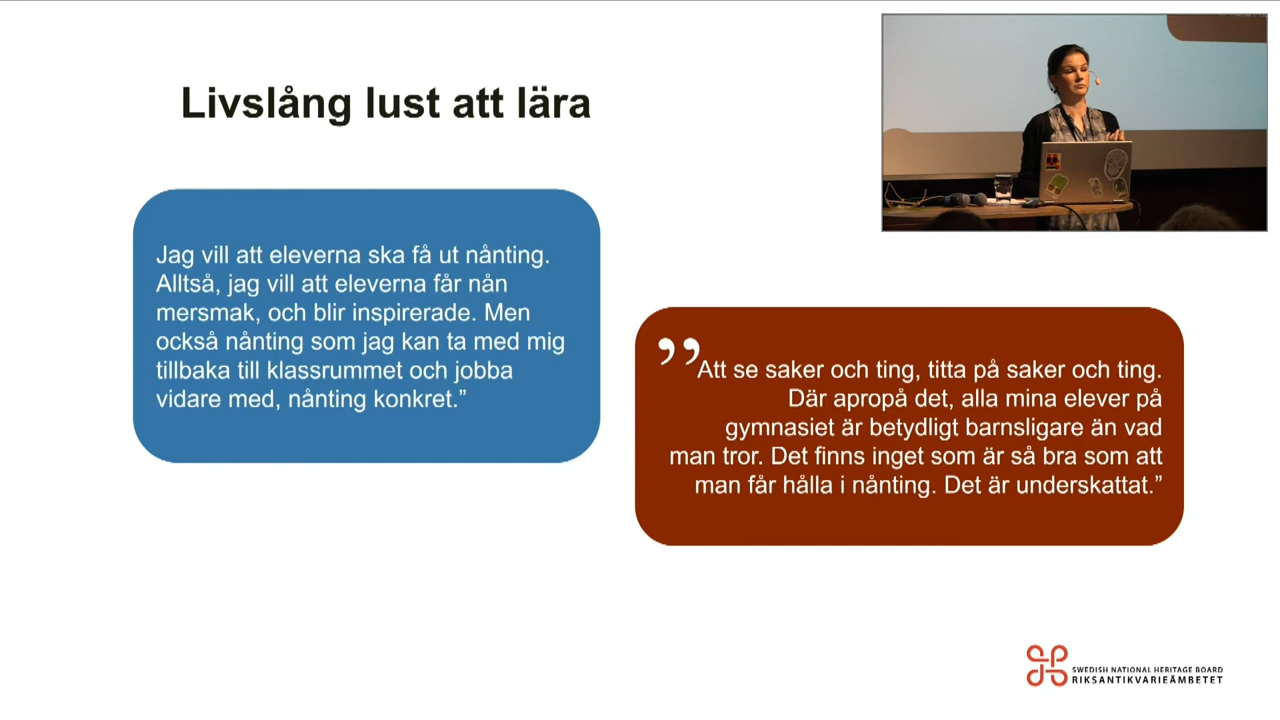 Livslång lust att lära
Jag vill att eleverna ska få ut nånting.
Alltså, jag vill att eleverna får nån
mersmak, och blir inspirerade. Men
också nånting som jag kan ta med mig
tillbaka till klassrummet och jobba
vidare med, nånting konkret.”
”Att se saker och ting, titta på saker och ting.
Där apropå det, alla mina elever på
gymnasiet är betydligt barnsligare än vad
man tror. Det finns inget som är så bra som att
man får hålla i nånting. Det är underskattat.”
SWEDISH NATIONAL HERITAGE BOARD
RIKSANTIKVARIEÄMBETET